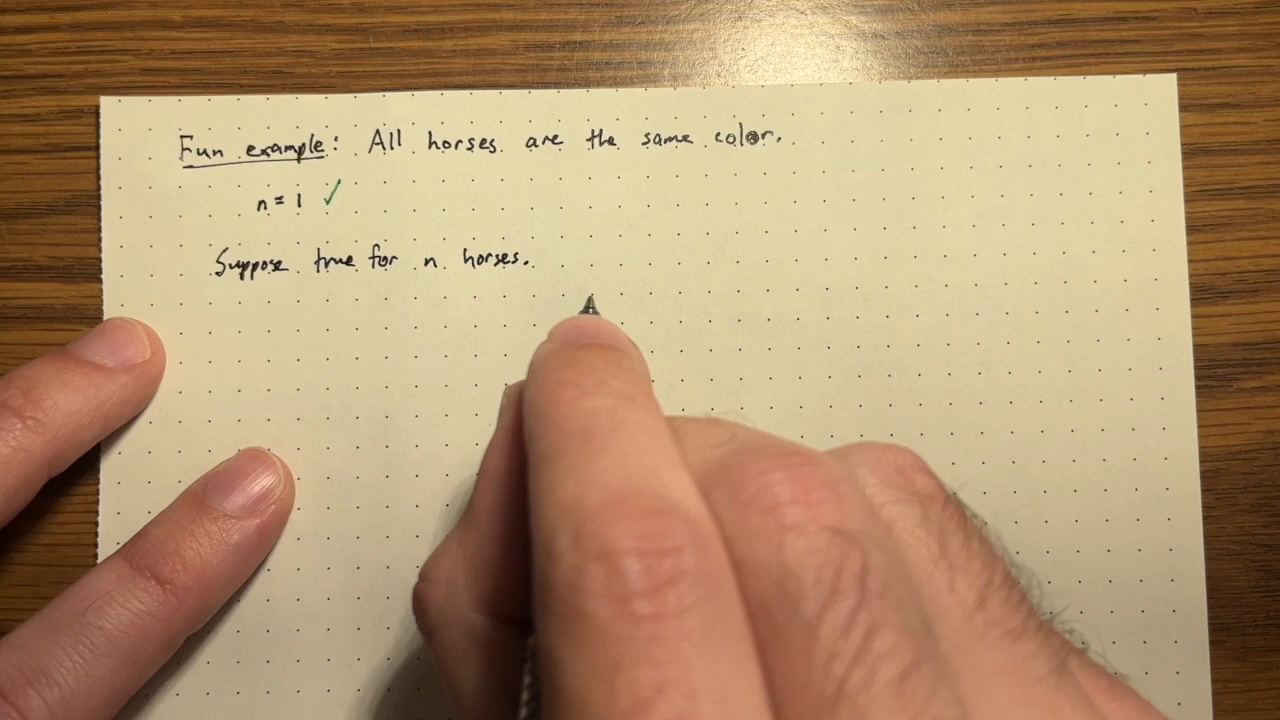 Fun example: All horses are the same color.
n = 1 ✓
Suppose true for n horses.